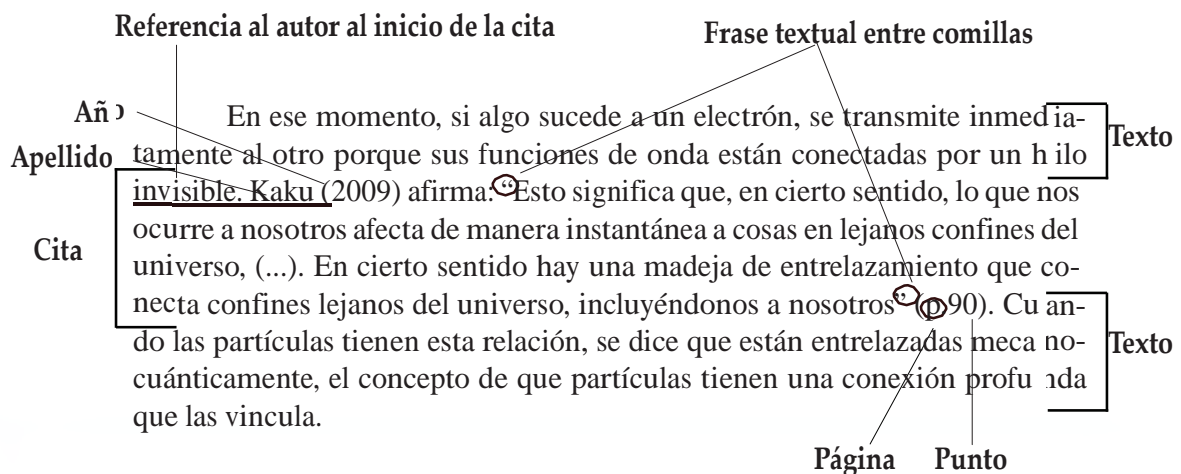 Referencia al autor al inicio de la cita
Frase textual entre comillas
Año
Apellido
Cita
En ese momento, si algo sucede a un electrón, se transmite inmedia-
tamente al otro porque sus funciones de onda están conectadas por un hilo
invisible. Kaku (2009) afirma: “Esto significa que, en cierto sentido, lo que nos
ocurre a nosotros afecta de manera instantánea a cosas en lejanos confines del
universo, (...). En cierto sentido hay una madeja de entrelazamiento que co-
necta confines lejanos del universo, incluyéndonos a nosotros” (p.90). Cuan-
do las partículas tienen esta relación, se dice que están entrelazadas mecano-
cuánticamente, el concepto de que partículas tienen una conexión profunda
que las vincula.
Texto
Texto
Página
Punto